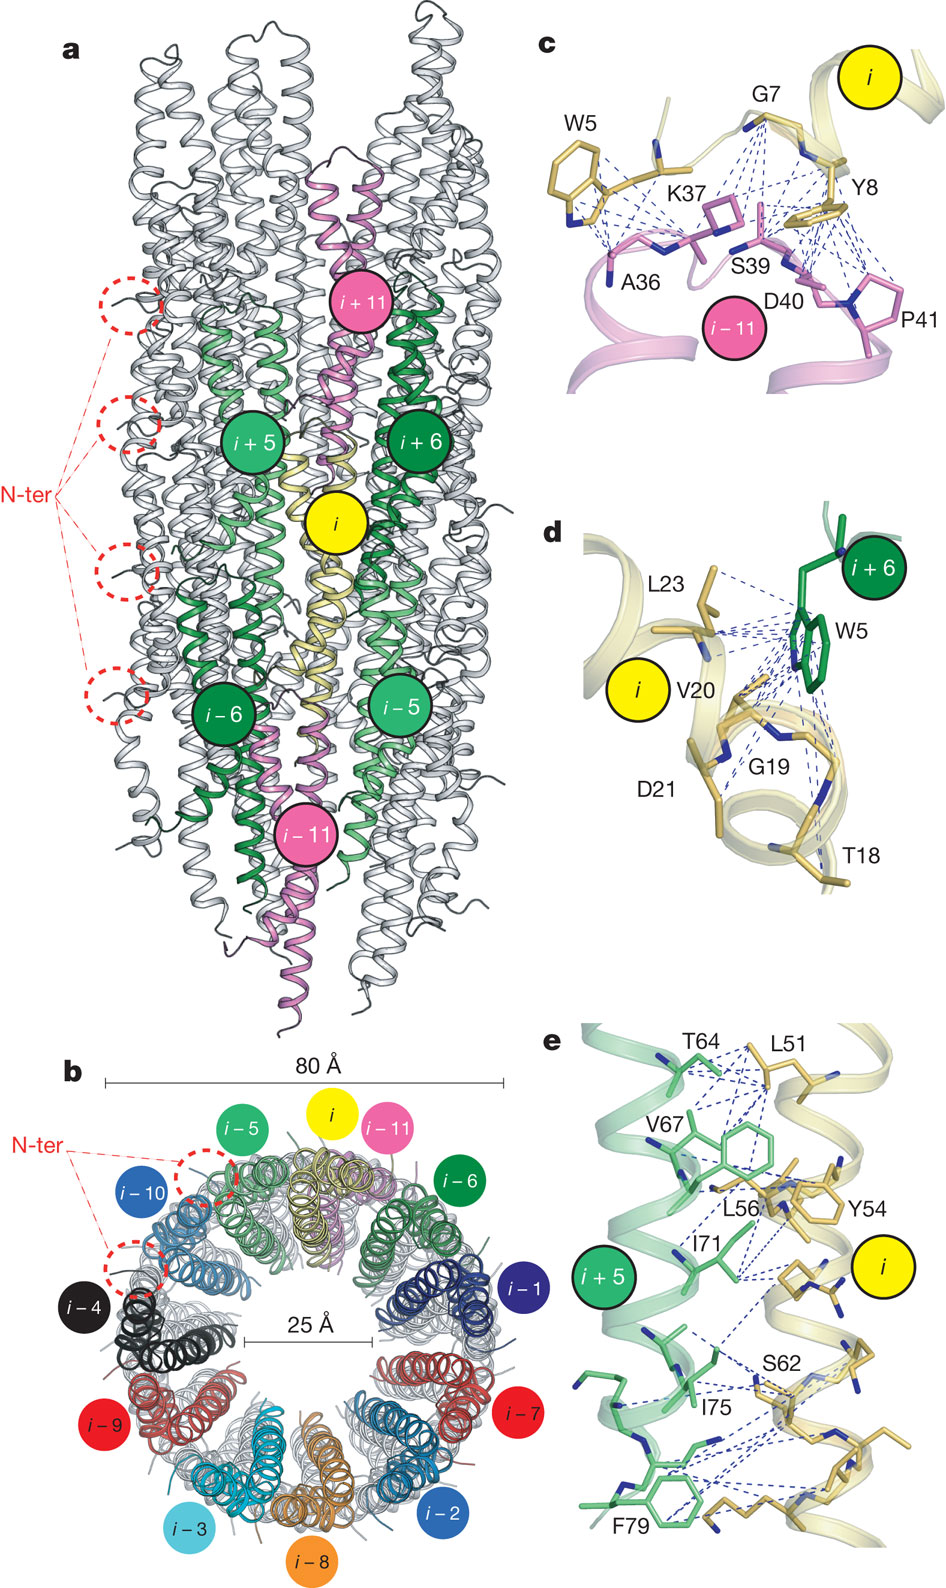 a
i + 11
i + 5
i + 6
N-ter
i
i – 6
i – 5
i – 11
b
80 Å
N-ter
i – 5
i
i – 11
i – 10
i – 6
i – 4
i – 1
25 Å
i – 9
i – 7
i – 3
i – 2
i – 8
c
i
G7
W5
K37
Y8
A36
S39
D40
i – 11
P41
d
L23
i + 6
W5
i
V20
G19
D21
T18
e
T64
L51
V67
L56
Y54
I71
i + 5
i
S62
I75
F79